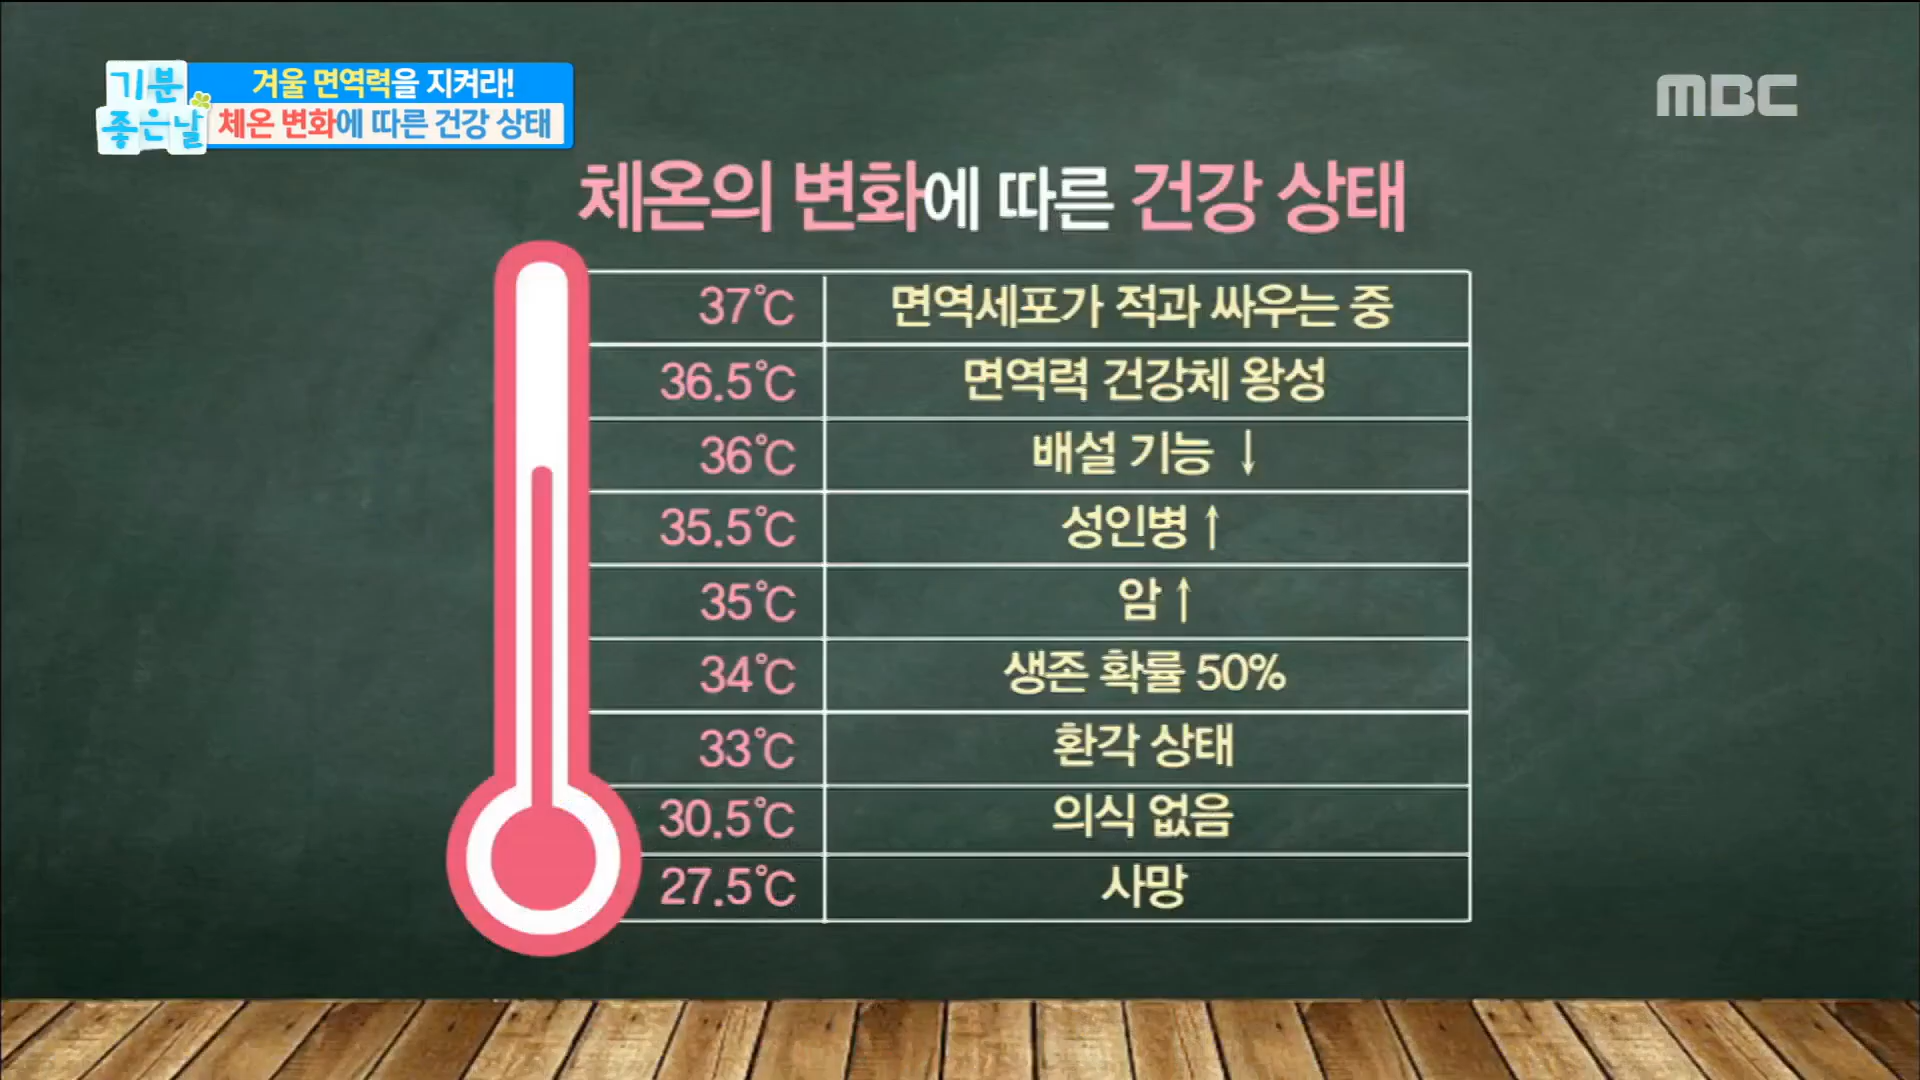 기분
좋은날
겨울 면역력을 지켜라!
체온 변화에 따른 건강 상태
MBC
체온의 변화에 따른 건강 상태
37℃ 면역세포가 적과 싸우는 중
36.5℃ 면역력 건강체 왕성
36℃ 배설 기능 ↓
35.5℃ 성인병 ↑
35℃ 암 ↑
34℃ 생존 확률 50%
33℃ 환각 상태
30.5℃ 의식 없음
27.5℃ 사망